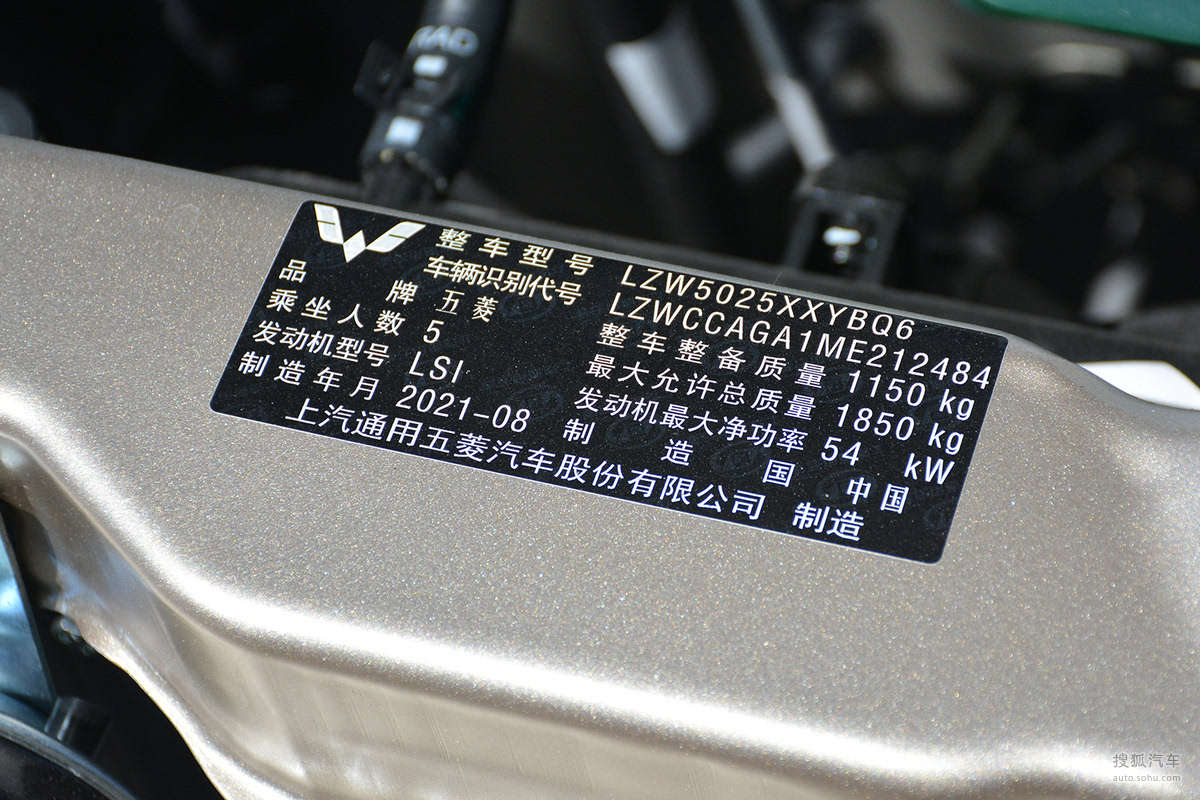 整车型号 LZW5025XXYBQ6
车辆识别代号 LZWCCAGA1ME212484
品牌 五菱 整车整备质量 1150 kg
乘坐人数 5 最大允许总质量 1850 kg
发动机型号 LSI 发动机最大净功率 54 kW
制造年月 2021-08 制造国 中国
上汽通用五菱汽车股份有限公司 制造
搜狐汽车
auto.sohu.com